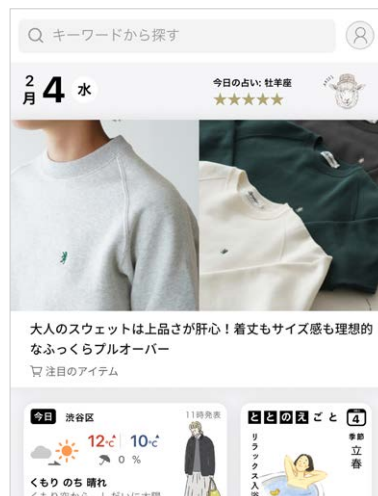 キーワードから探す
2月4 水
今日の占い: 牡羊座
★★★★★
大人のスウェットは上品さが肝心！着丈もサイズ感も理想的
なふっくらプルオーバー
注目のアイテム
今日 渋谷区
11時発表
12℃ 10℃
0 %
くもり のち 晴れ
ととのえごと
4
季節
立春
リラックス入浴